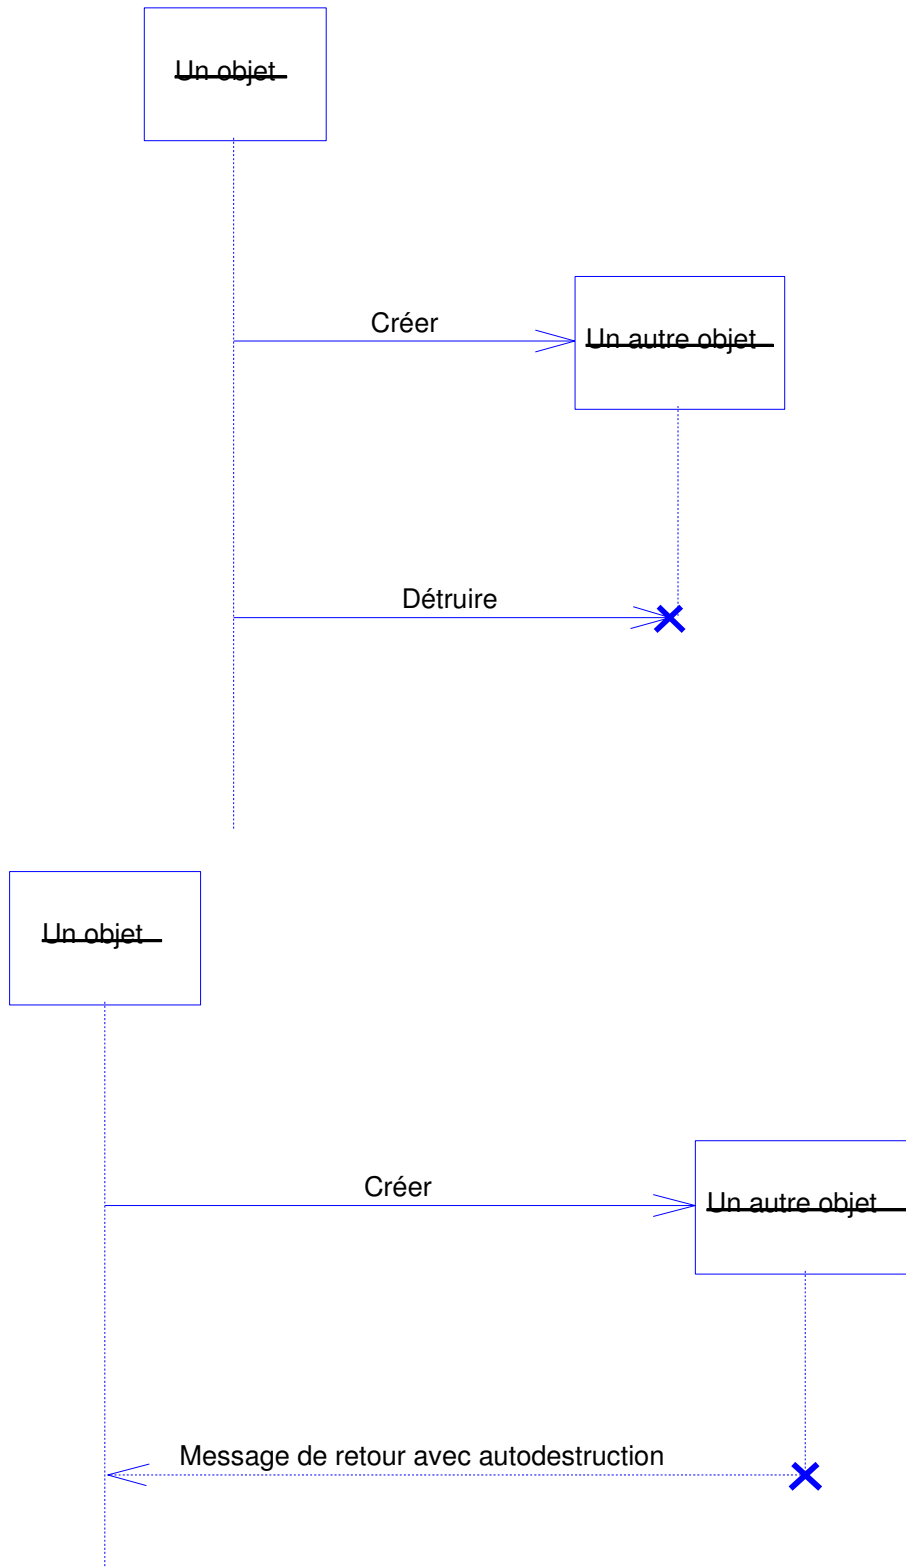 Un objet
Créer
Un autre objet
Détruire
Un objet
Créer
Un autre objet
Message de retour avec autodestruction